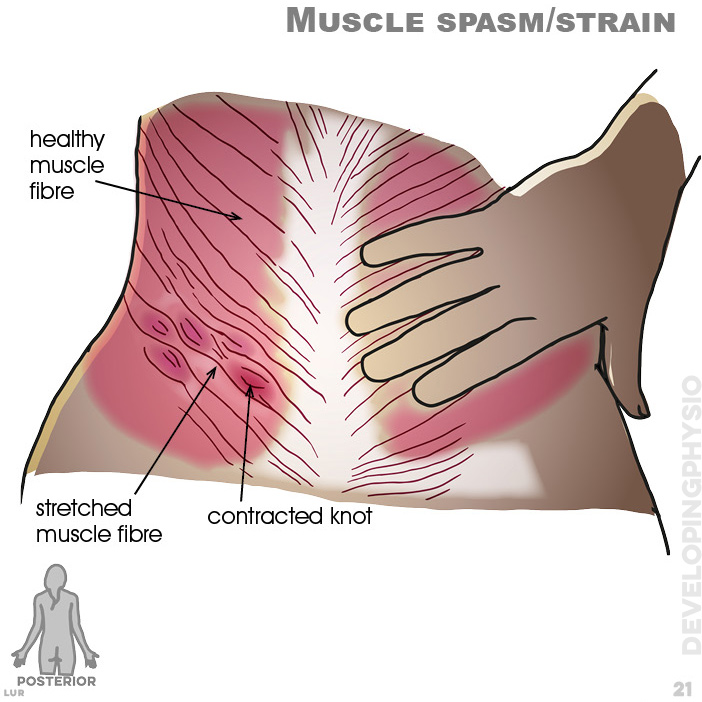 MUSCLE SPASM/STRAIN
healthy
muscle
fibre
stretched
muscle fibre
contracted knot
DEVELOPINGPHYSIO
POSTERIOR
LUR
21